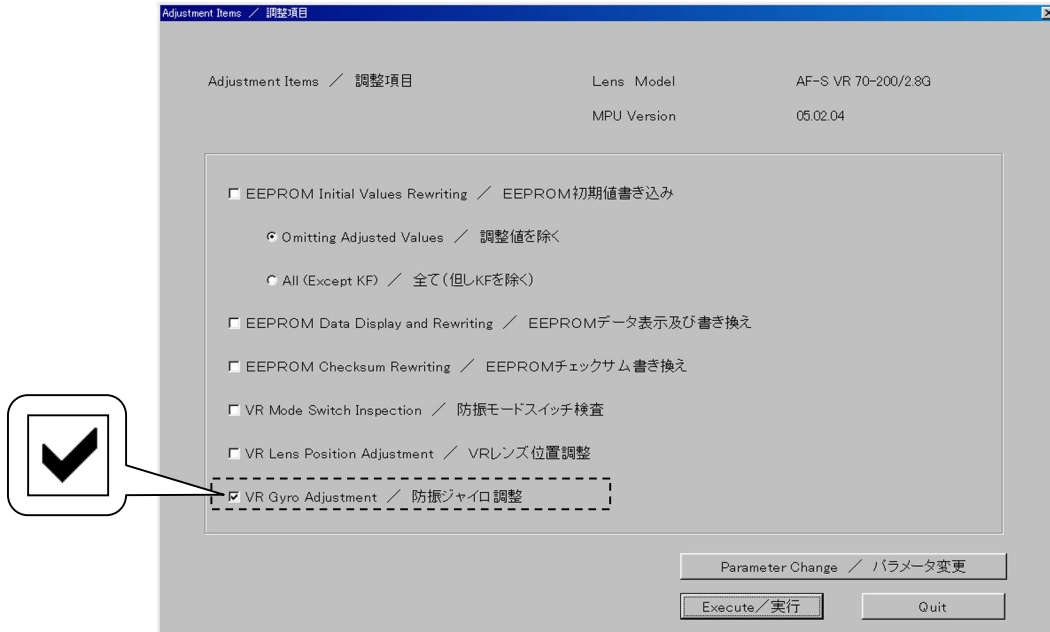 Adjustment Items ／ 調整項目
Adjustment Items ／ 調整項目
Lens Model AF-S VR 70-200/2.8G
MPU Version 05.02.04
EEPROM Initial Values Rewriting ／ EEPROM初期値書き込み
Omitting Adjusted Values ／ 調整値を除く
All (Except KF) ／ 全て(但しKFを除く)
EEPROM Data Display and Rewriting ／ EEPROMデータ表示及び書き換え
EEPROM Checksum Rewriting ／ EEPROMチェックサム書き換え
VR Mode Switch Inspection ／ 防振モードスイッチ検査
VR Lens Position Adjustment ／ VRレンズ位置調整
VR Gyro Adjustment ／ 防振ジャイロ調整
Parameter Change ／ パラメータ変更
Execute／実行
Quit